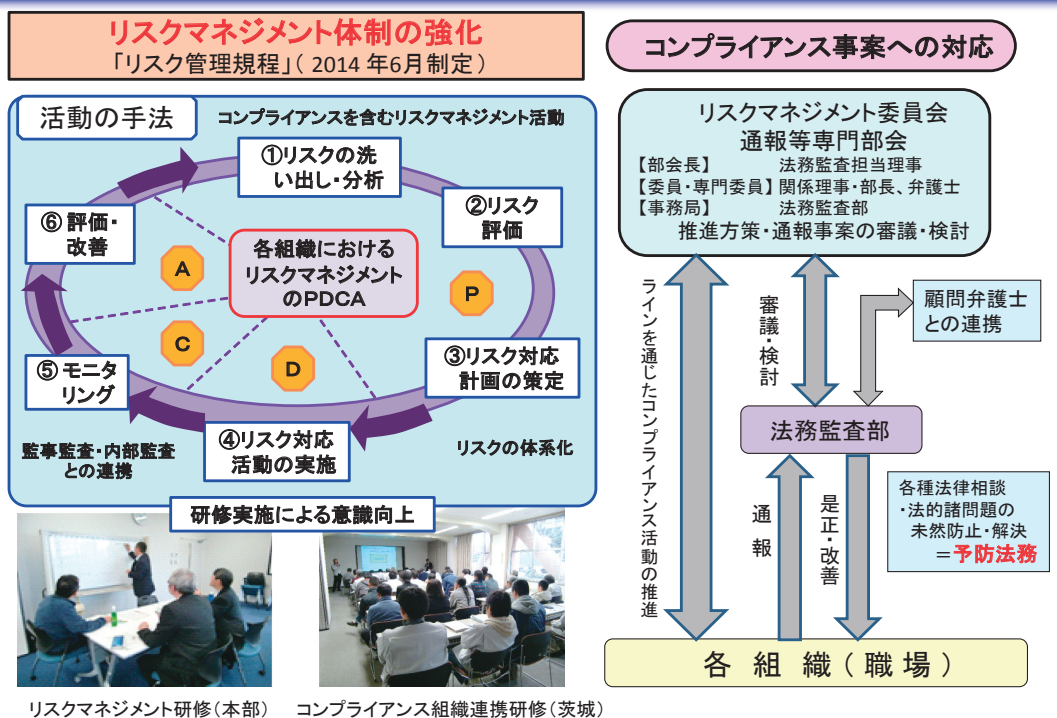 リスクマネジメント体制の強化
「リスク管理規程」（ 2014 年6月制定）
活動の手法
コンプライアンスを含むリスクマネジメント活動
①リスクの洗
い出し・分析
②リスク
評価
③リスク対応
計画の策定
④リスク対応
活動の実施
⑤モニタ
リング
⑥評価・
改善
各組織における
リスクマネジメント
のPDCA
A
P
C
D
監事監査・内部監査
との連携
リスクの体系化
研修実施による意識向上
リスクマネジメント研修（本部）
コンプライアンス組織連携研修（茨城）
コンプライアンス事案への対応
リスクマネジメント委員会
通報等専門部会
【部会長】 法務監査担当理事
【委員・専門委員】 関係理事・部長、弁護士
【事務局】 法務監査部
推進方策・通報事案の審議・検討
ラインを通じたコンプライアンス活動の推進
審議・検討
顧問弁護士
との連携
法務監査部
通報
是正・改善
各種法律相談
・法的諸問題の
未然防止・解決
＝予防法務
各 組 織 （ 職 場 ）